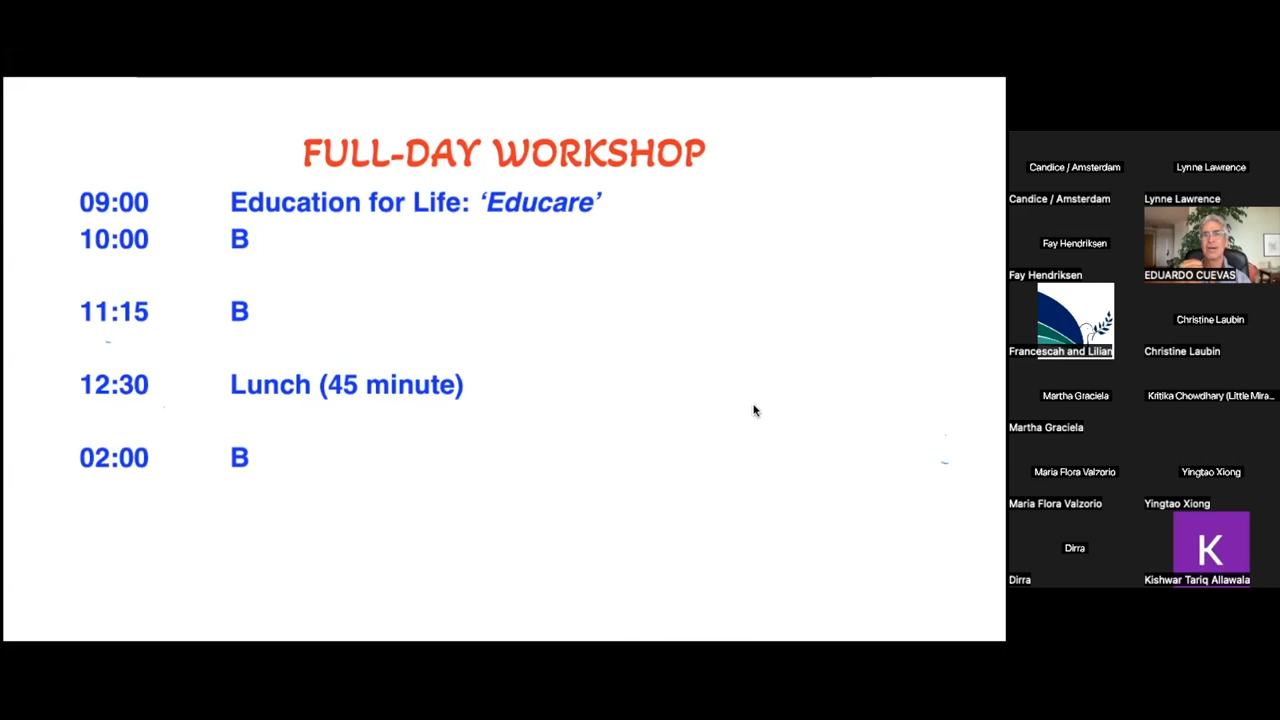 FULL-DAY WORKSHOP
09:00 Education for Life: ‘Educare’
10:00 B
11:15 B
12:30 Lunch (45 minute)
02:00 B
Candice / Amsterdam
Lynne Lawrence
Candice / Amsterdam
Lynne Lawrence
Fay Hendriksen
Fay Hendriksen
EDUARDO CUEVAS
Christine Laubin
Francescah and Lilian
Christine Laubin
Martha Graciela
Kritika Chowdhary (Little Mira...
Martha Graciela
Maria Flora Valzorio
Yingtao Xiong
Maria Flora Valzorio
Yingtao Xiong
Dirra
K
Dirra
Kishwar Tariq Allawala